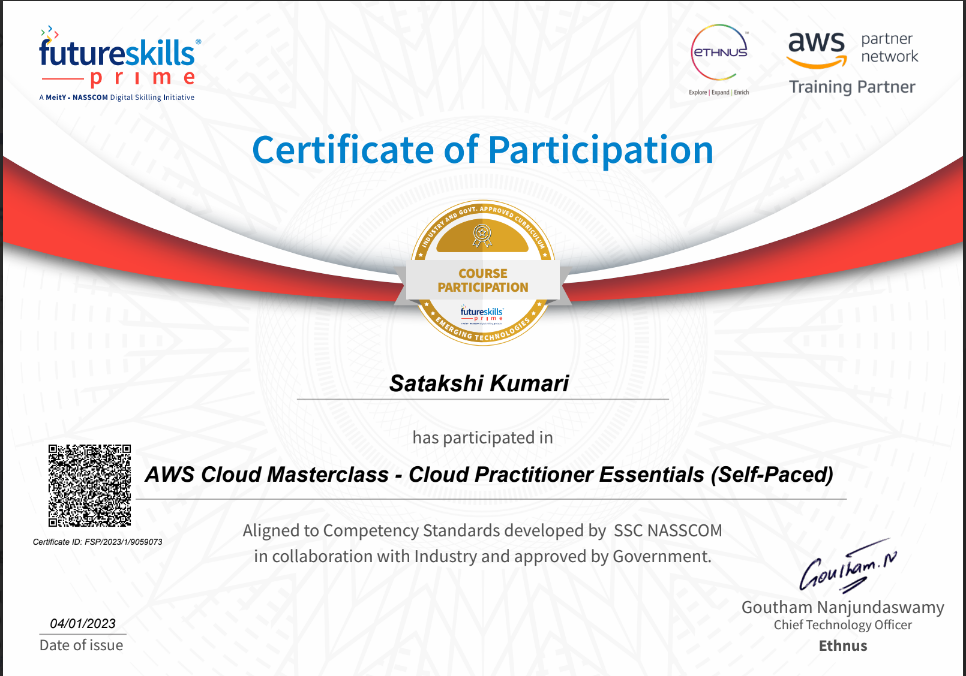 futureskills®
prime
A MeitY - NASSCOM Digital Skilling Initiative
ETHNUS™
Explore | Expand | Enrich
aws partner network
Training Partner
Certificate of Participation
INDUSTRY AND GOVT. APPROVED CURRICULUM
COURSE
PARTICIPATION
futureskills
prime
EMERGING TECHNOLOGIES
Satakshi Kumari
has participated in
AWS Cloud Masterclass - Cloud Practitioner Essentials (Self-Paced)
Certificate ID: FSP/2023/1/9059073
Aligned to Competency Standards developed by SSC NASSCOM
in collaboration with Industry and approved by Government.
Goutham.N
Goutham Nanjundaswamy
Chief Technology Officer
Ethnus
04/01/2023
Date of issue